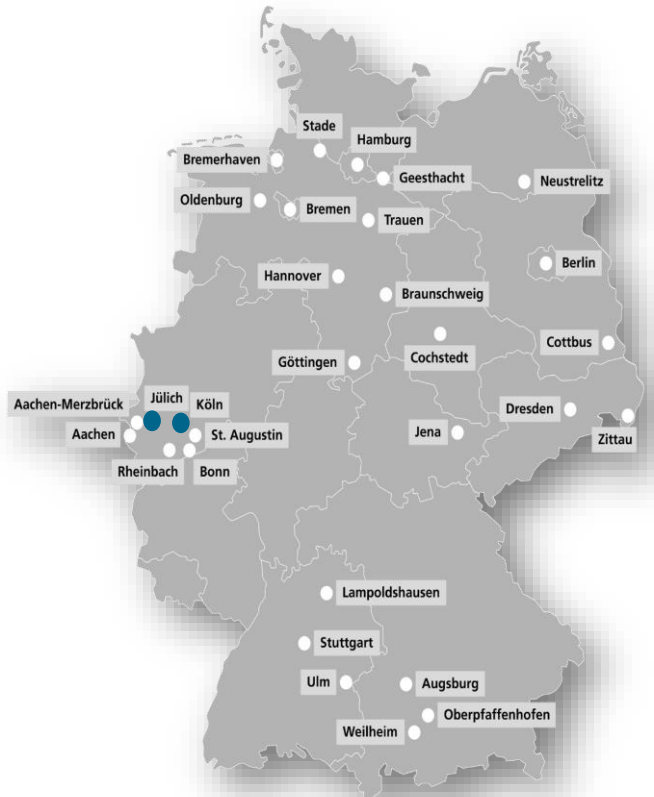 Stade
Hamburg
Bremerhaven
Geesthacht
Neustrelitz
Oldenburg
Bremen
Trauen
Berlin
Hannover
Braunschweig
Cottbus
Cochstedt
Göttingen
Jülich
Köln
Aachen-Merzbrück
Dresden
Aachen
St. Augustin
Jena
Zittau
Rheinbach
Bonn
Lampoldshausen
Stuttgart
Ulm
Augsburg
Oberpfaffenhofen
Weilheim